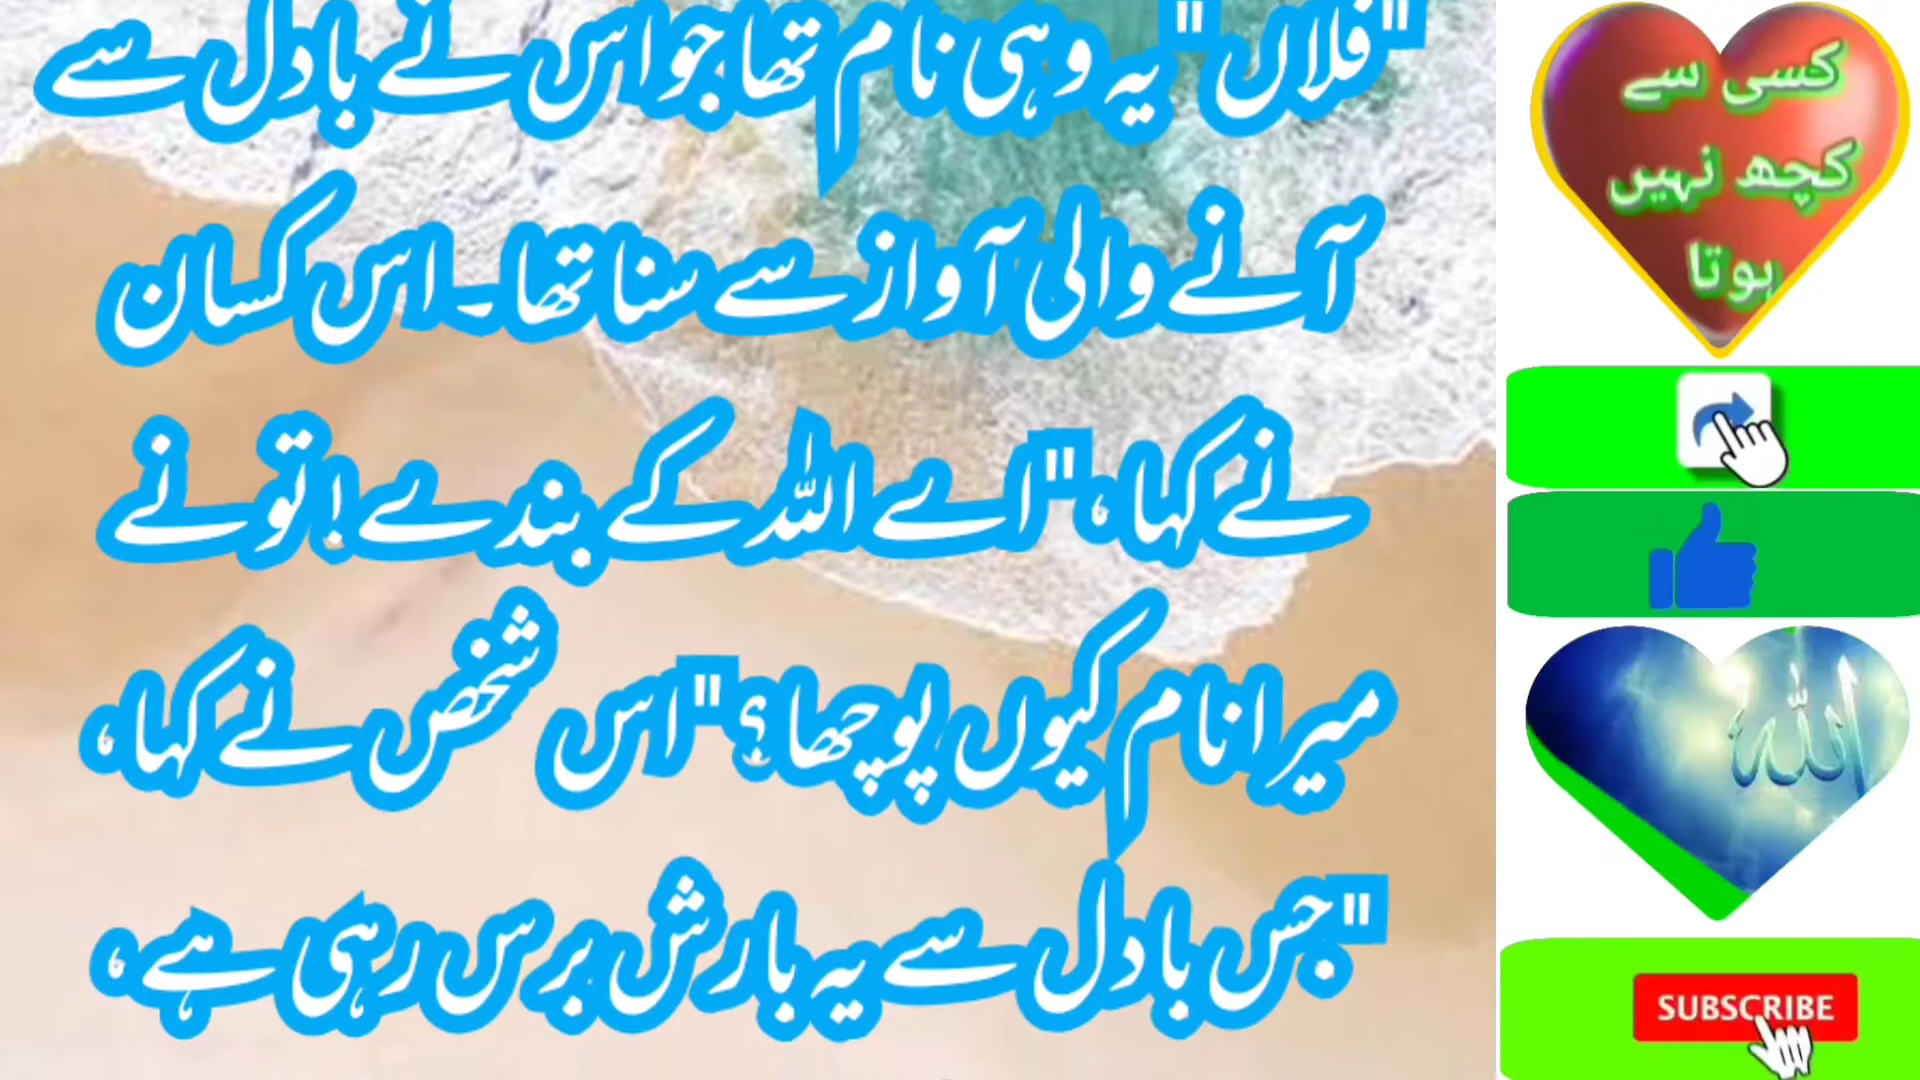 "فلاں" یہ وہی نام تھا جو اس نے بادل سے
آنے والی آواز سے سنا تھا۔ اس کسان
نے کہا، "اے اللہ کے بندے! تو نے
میرا نام کیوں پوچھا؟" اس شخص نے کہا،
"جس بادل سے یہ بارش برس رہی ہے،
کسی سے
کچھ نہیں
ہوتا
الله
SUBSCRIBE